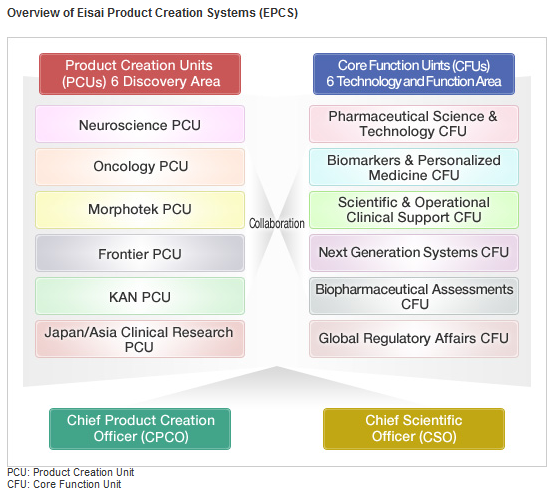 Overview of Eisai Product Creation Systems (EPCS)
Product Creation Units
(PCUs) 6 Discovery Area
Neuroscience PCU
Oncology PCU
Morphotek PCU
Frontier PCU
KAN PCU
Japan/Asia Clinical Research
PCU
Collaboration
Core Function Uints (CFUs)
6 Technology and Function Area
Pharmaceutical Science &
Technology CFU
Biomarkers & Personalized
Medicine CFU
Scientific & Operational
Clinical Support CFU
Next Generation Systems CFU
Biopharmaceutical Assessments
CFU
Global Regulatory Affairs CFU
Chief Product Creation
Officer (CPCO)
Chief Scientific
Officer (CSO)
PCU: Product Creation Unit
CFU: Core Function Unit